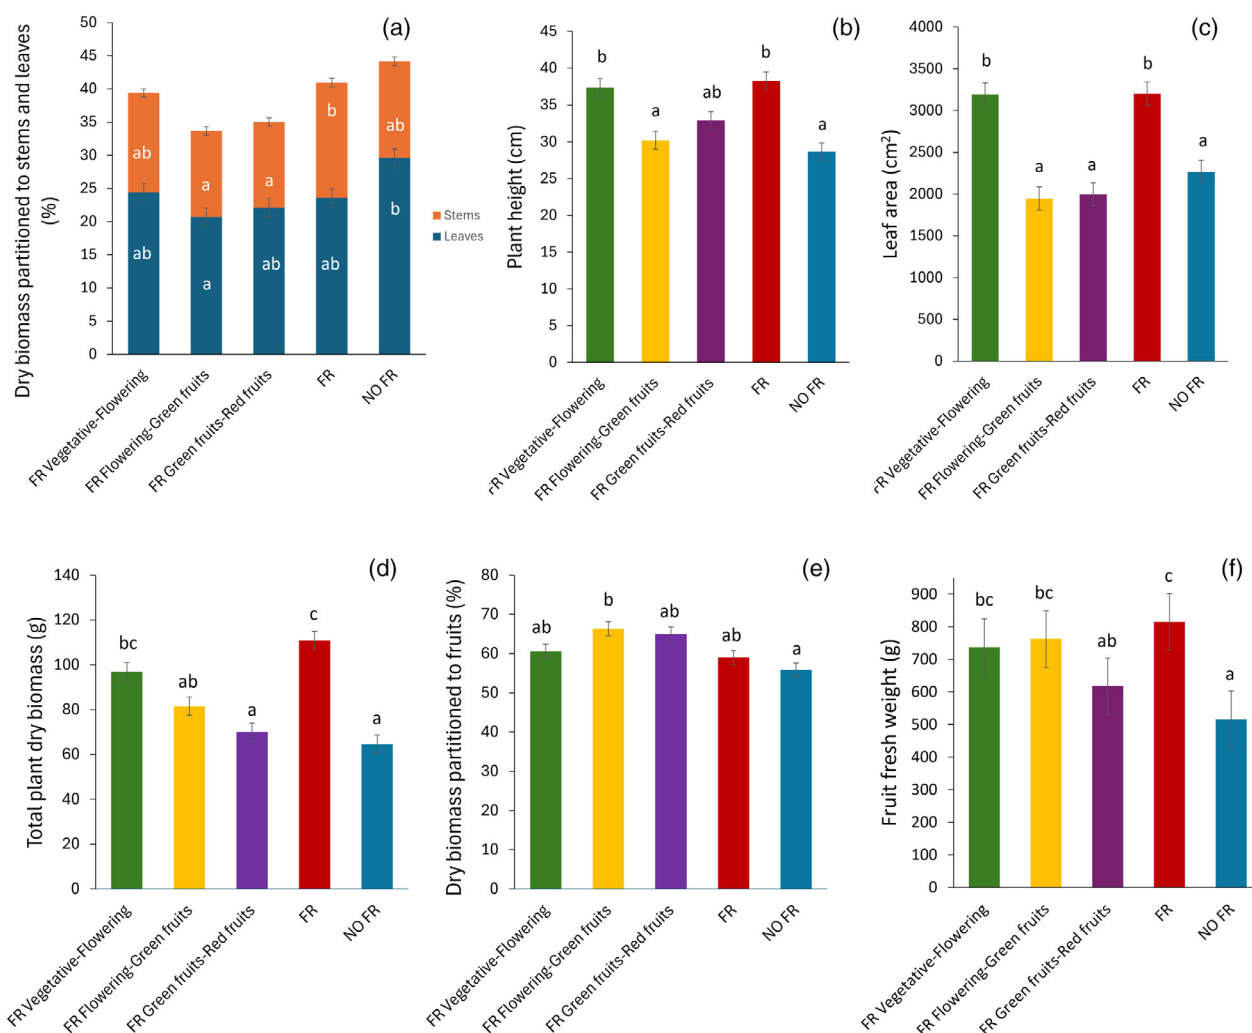 (a)
Dry biomass partitioned to stems and leaves
(%)
50
45
40
35
30
25
20
15
10
5
0
ab
a
a
b
ab
ab
a
ab
ab
b
Stems
Leaves
FR Vegetative-Flowering
FR Flowering-Green fruits
FR Green fruits-Red fruits
FR
NO FR
(b)
Plant height (cm)
45
40
35
30
25
20
15
10
5
0
b
a
ab
b
a
FR Vegetative-Flowering
FR Flowering-Green fruits
FR Green fruits-Red fruits
FR
NO FR
(c)
Leaf area (cm²)
4000
3500
3000
2500
2000
1500
1000
500
0
b
a
a
b
a
FR Vegetative-Flowering
FR Flowering-Green fruits
FR Green fruits-Red fruits
FR
NO FR
(d)
Total plant dry biomass (g)
140
120
100
80
60
40
20
0
bc
ab
a
c
a
FR Vegetative-Flowering
FR Flowering-Green fruits
FR Green fruits-Red fruits
FR
NO FR
(e)
Dry biomass partitioned to fruits (%)
80
70
60
50
40
30
20
10
0
ab
b
ab
ab
a
FR Vegetative-Flowering
FR Flowering-Green fruits
FR Green fruits-Red fruits
FR
NO FR
(f)
Fruit fresh weight (g)
900
800
700
600
500
400
300
200
100
0
bc
bc
ab
c
a
FR Vegetative-Flowering
FR Flowering-Green fruits
FR Green fruits-Red fruits
FR
NO FR